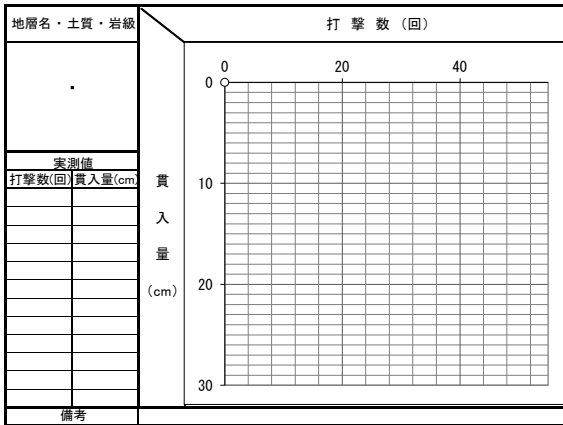 地層名・土質・岩級
・
実測値
打撃数(回) 貫入量(cm)
備考
打 撃 数 (回)
貫
入
量
(cm)
0 20 40
0
10
20
30